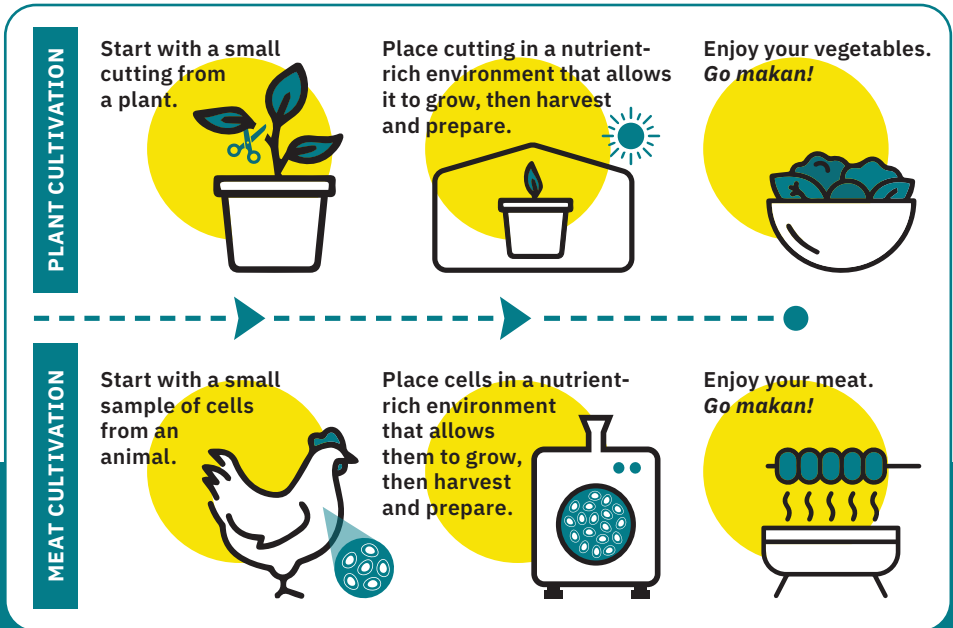 PLANT CULTIVATION
Start with a small
cutting from
a plant.
Place cutting in a nutrient-
rich environment that allows
it to grow, then harvest
and prepare.
Enjoy your vegetables.
Go makan!
MEAT CULTIVATION
Start with a small
sample of cells
from an
animal.
Place cells in a nutrient-
rich environment
that allows
them to grow,
then harvest
and prepare.
Enjoy your meat.
Go makan!